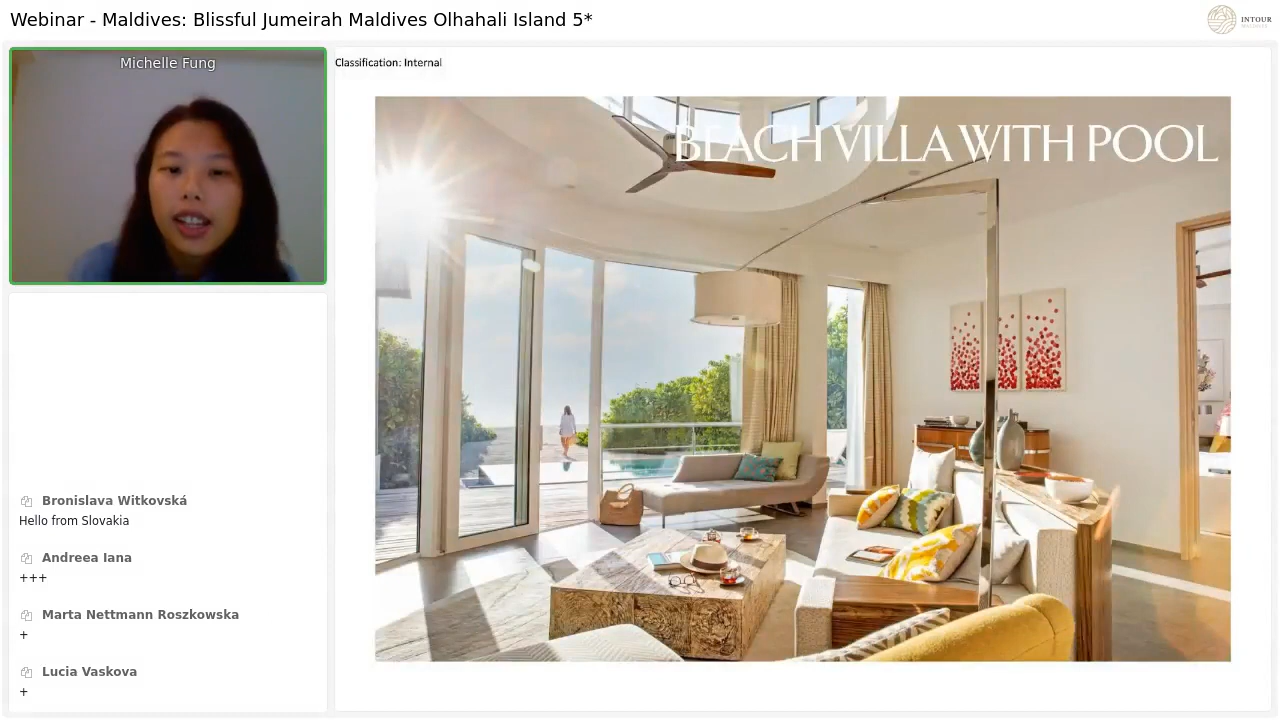 Webinar - Maldives: Blissful Jumeirah Maldives Olhahali Island 5*
INTOUR
Michelle Fung
Classification: Internal
BEACH VILLA WITH POOL
Bronislava Witkovská
Hello from Slovakia
Andreea Iana
+++
Marta Nettmann Roszkowska
+
Lucia Vaskova
+